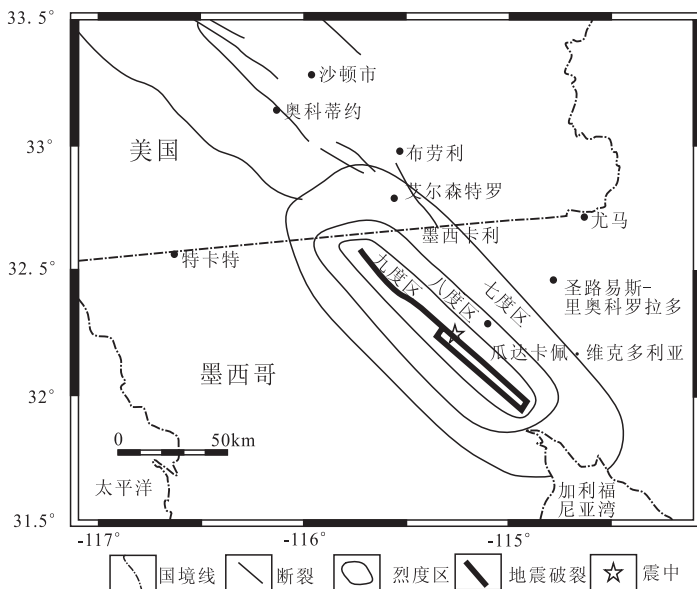 33.5°
沙顿市
奥科蒂约
美国
33°
布劳利
艾尔森特罗
尤马
墨西卡利
特卡特
32.5°
九度区
八度区
七度区
圣路易斯-
里奥科罗拉多
瓜达卡佩·维克多利亚
墨西哥
32°
0 50km
太平洋
加利福
尼亚湾
31.5°
-117° -116° -115°
国境线 断裂 烈度区 地震破裂 震中